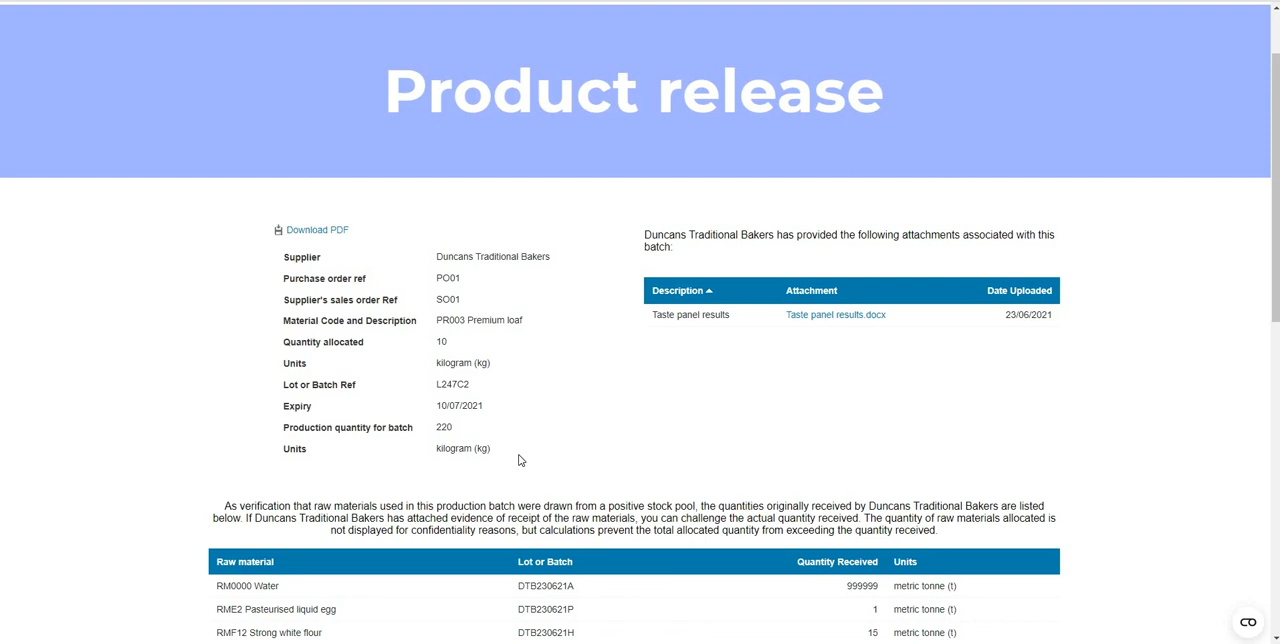 Product release
Download PDF
Supplier Duncans Traditional Bakers
Purchase order ref PO01
Supplier's sales order Ref SO01
Material Code and Description PR003 Premium loaf
Quantity allocated 10
Units kilogram (kg)
Lot or Batch Ref L247C2
Expiry 10/07/2021
Production quantity for batch 220
Units kilogram (kg)
Duncans Traditional Bakers has provided the following attachments associated with this
batch:
Description Attachment Date Uploaded
Taste panel results Taste panel results.docx 23/06/2021
As verification that raw materials used in this production batch were drawn from a positive stock pool, the quantities originally received by Duncans Traditional Bakers are listed
below. If Duncans Traditional Bakers has attached evidence of receipt of the raw materials, you can challenge the actual quantity received. The quantity of raw materials allocated is
not displayed for confidentiality reasons, but calculations prevent the total allocated quantity from exceeding the quantity received.
Raw material Lot or Batch Quantity Received Units
RM0000 Water DTB230621A 999999 metric tonne (t)
RME2 Pasteurised liquid egg DTB230621P 1 metric tonne (t)
RMF12 Strong white flour DTB230621H 15 metric tonne (t)